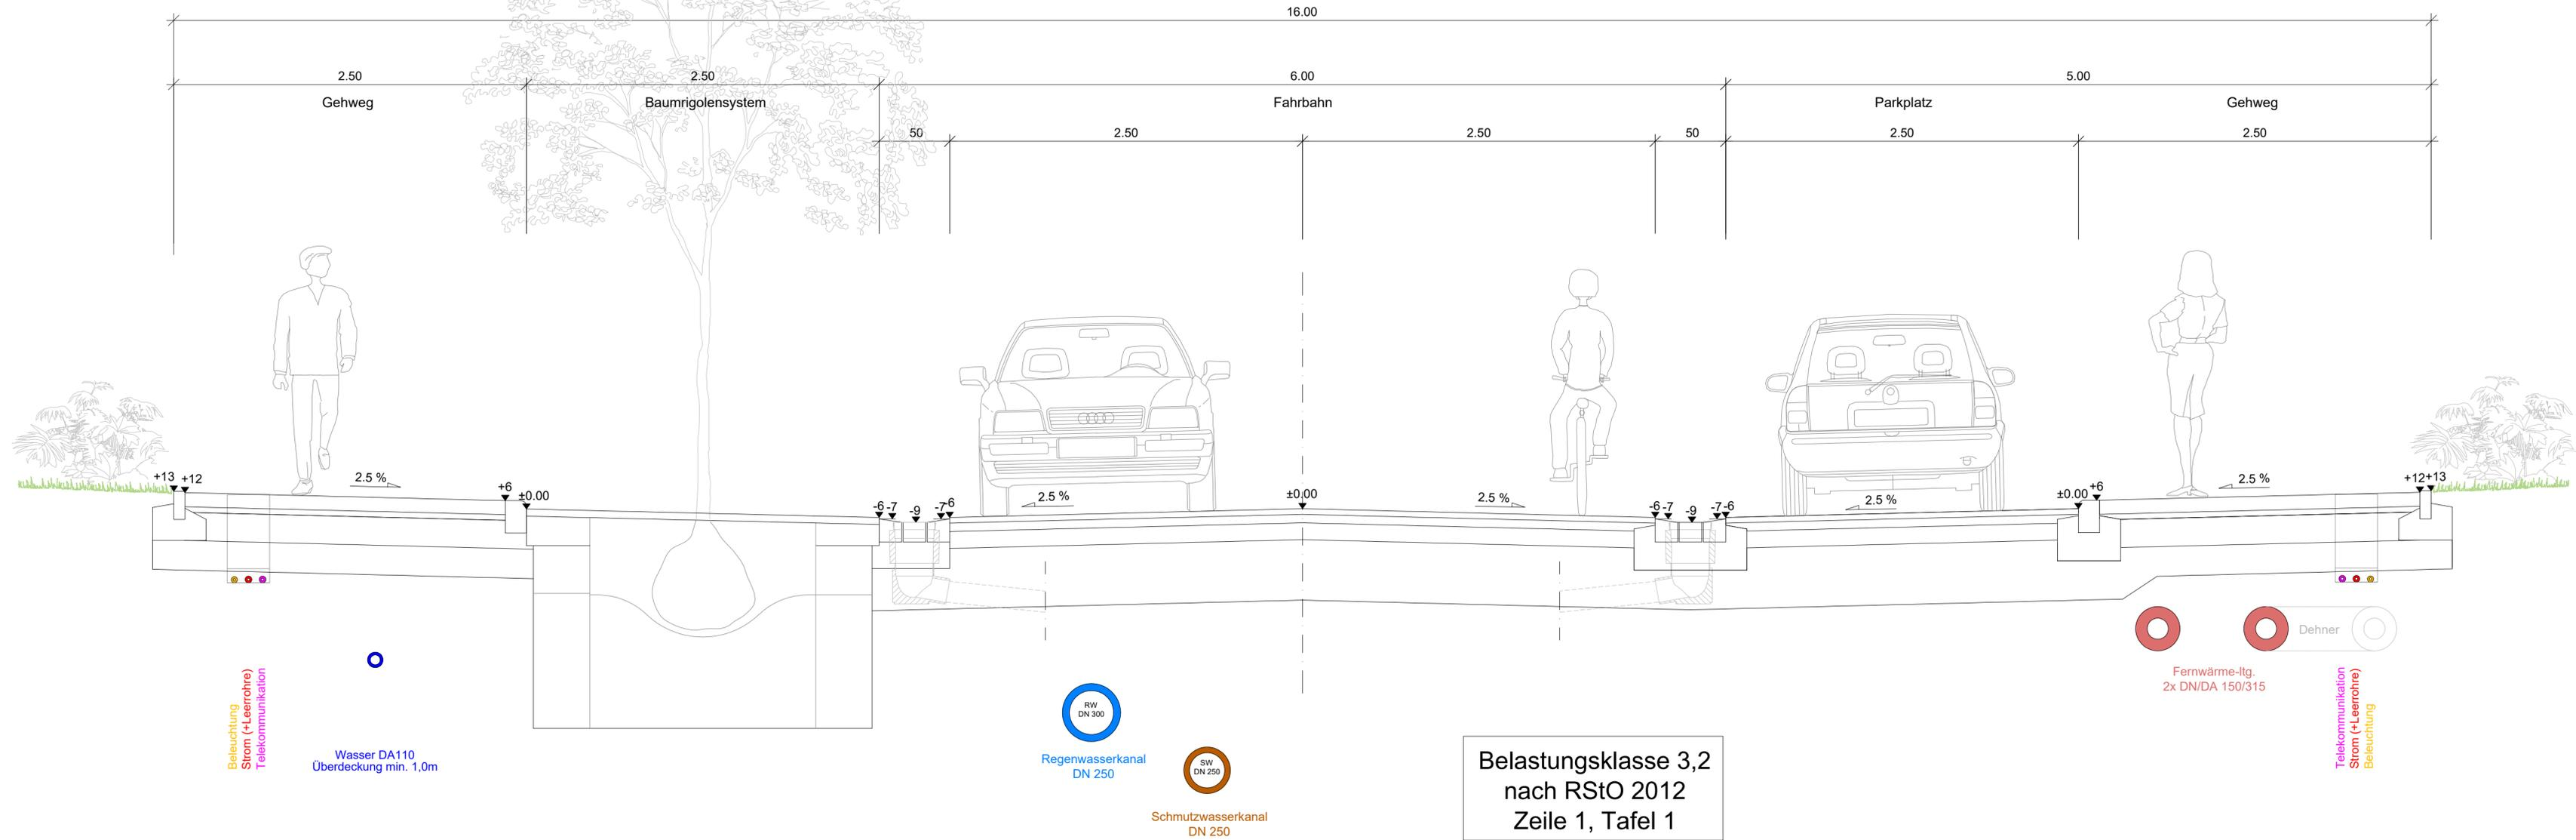 16.00
2.50 2.50 6.00 5.00
Gehweg Baumrigolensystem Fahrbahn Parkplatz Gehweg
50 2.50 2.50 50 2.50 2.50
+13 +12 2.5 % +6 ±0.00 -6 -7 -9 -7 -6 2.5 % ±0.00 2.5 % -6 -7 -9 -7 -6 2.5 % ±0.00 +6 2.5 % +12 +13
Beleuchtung
Strom (+Leerrohre)
Telekommunikation
Wasser DA110
Überdeckung min. 1,0m
RW
DN 300
Regenwasserkanal
DN 250
SW
DN 250
Schmutzwasserkanal
DN 250
Belastungsklasse 3,2
nach RStO 2012
Zeile 1, Tafel 1
Dehner
Fernwärme-ltg.
2x DN/DA 150/315
Telekommunikation
Strom (+Leerrohre)
Beleuchtung